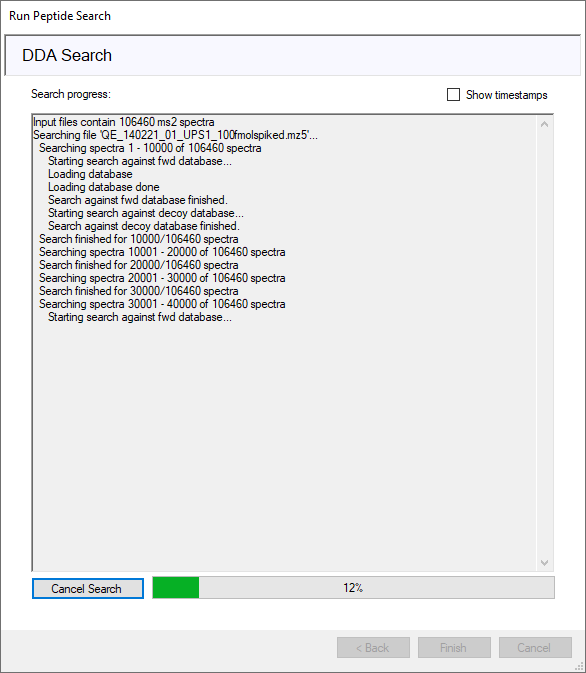 Run Peptide Search
DDA Search
Search progress:
Show timestamps
Input files contain 106460 ms2 spectra
Searching file 'QE_140221_01_UPS1_100fmolspiked.mz5'...
Searching spectra 1 - 10000 of 106460 spectra
Starting search against fwd database...
Loading database
Loading database done
Search against fwd database finished.
Starting search against decoy database...
Search against decoy database finished.
Search finished for 10000/106460 spectra
Searching spectra 10001 - 20000 of 106460 spectra
Search finished for 20000/106460 spectra
Searching spectra 20001 - 30000 of 106460 spectra
Search finished for 30000/106460 spectra
Searching spectra 30001 - 40000 of 106460 spectra
Starting search against fwd database...
Cancel Search
12%
< Back
Finish
Cancel